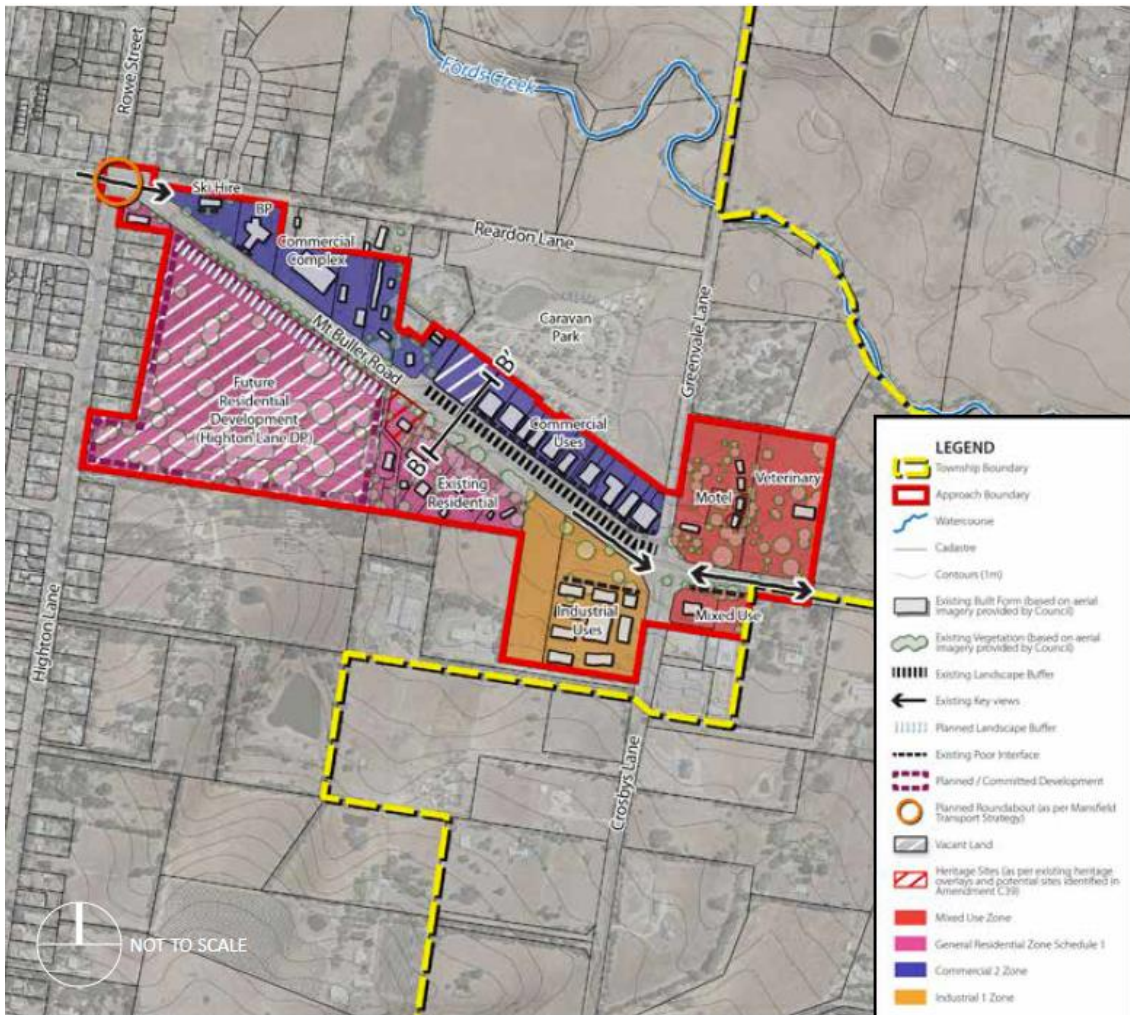 Rowe Street
Fords Creek
Ski Hire
BP
Commercial
Complex
Reardon Lane
Mt Buller Road
Caravan
Park
Greenvale Lane
B'
B
Future
Residential
Development
(Highton Lane DP)
Commercial
Uses
Existing
Residential
Motel
Veterinary
Industrial
Uses
Mixed Use
Highton Lane
Crosbys Lane
NOT TO SCALE
LEGEND
Township Boundary
Approach Boundary
Watercourse
Cadastre
Contours (1m)
Existing Built Form (based on aerial
imagery provided by Council)
Existing Vegetation (based on aerial
imagery provided by Council)
Existing Landscape Buffer
Existing Key views
Planned Landscape Buffer
Existing Poor Interface
Planned / Committed Development
Planned Roundabout (as per Mansfield
Transport Strategy)
Vacant Land
Heritage Sites (as per existing heritage
overlays and potential sites identified in
Amendment C39)
Mixed Use Zone
General Residential Zone Schedule 1
Commercial 2 Zone
Industrial 1 Zone